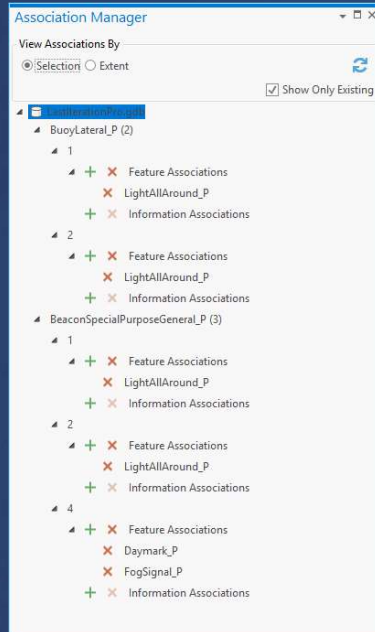 Association Manager
View Associations By
Selection Extent
Show Only Existing
LastIterationPro.gdb
BuoyLateral_P (2)
1
Feature Associations
LightAllAround_P
Information Associations
2
Feature Associations
LightAllAround_P
Information Associations
BeaconSpecialPurposeGeneral_P (3)
1
Feature Associations
LightAllAround_P
Information Associations
2
Feature Associations
LightAllAround_P
Information Associations
4
Feature Associations
Daymark_P
FogSignal_P
Information Associations